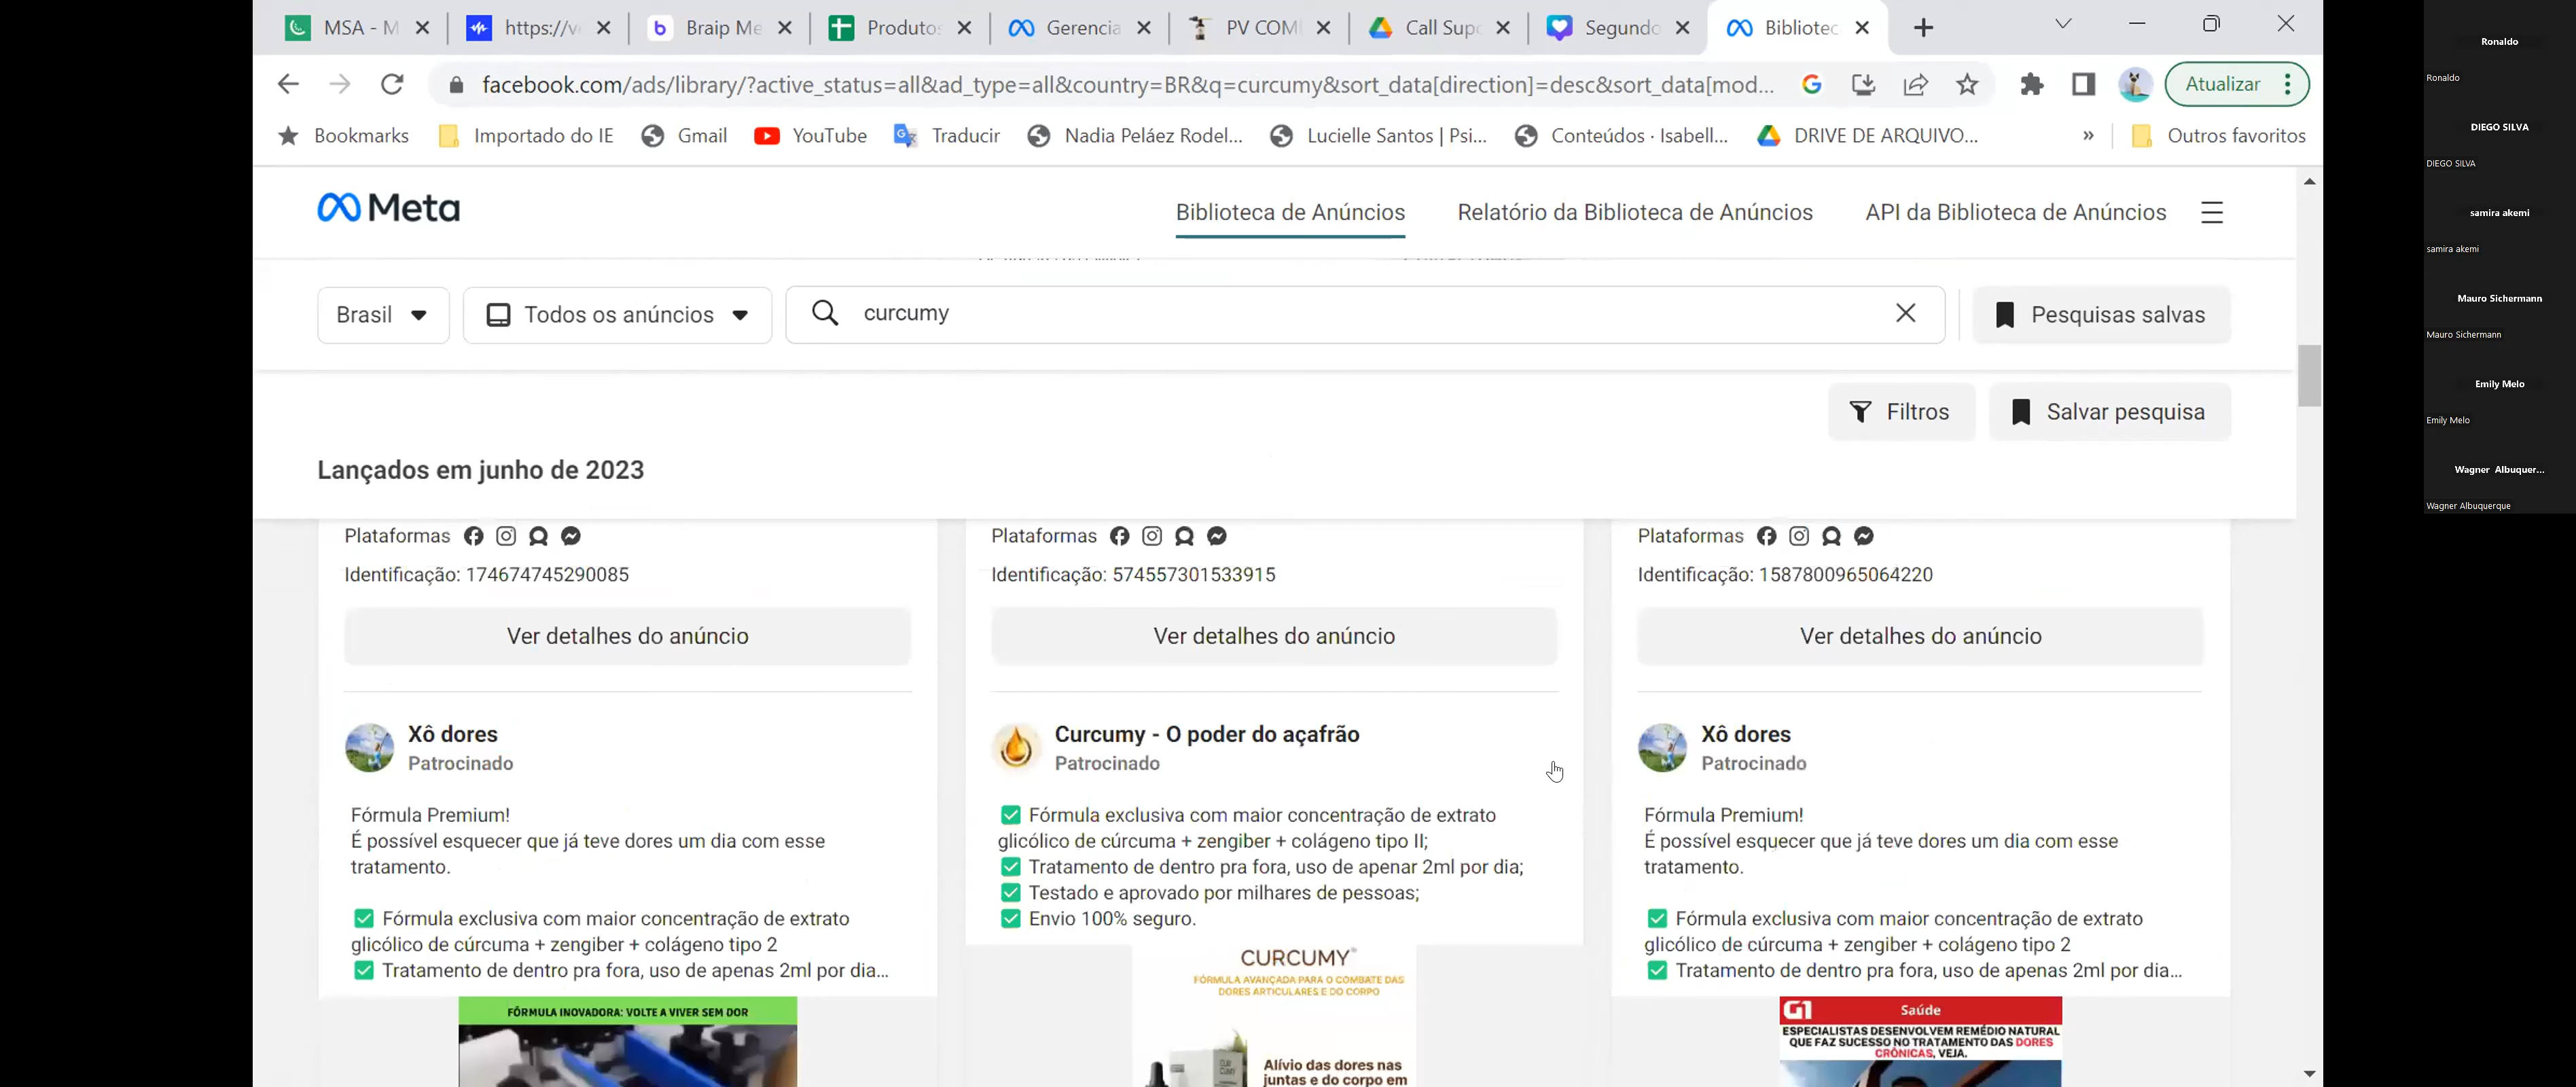 MSA - M
https://v
Braip Me
Produtos
Gerencia
PV COM
Call Supo
Segundo
Bibliotec
facebook.com/ads/library/?active_status=all&ad_type=all&country=BR&q=curcumy&sort_data[direction]=desc&sort_data[mod...
Atualizar
Bookmarks
Importado do IE
Gmail
YouTube
Traducir
Nadia Peláez Rodel...
Lucielle Santos | Psi...
Conteúdos · Isabell...
DRIVE DE ARQUIVO...
»
Outros favoritos
Meta
Biblioteca de Anúncios
Relatório da Biblioteca de Anúncios
API da Biblioteca de Anúncios
Brasil
Todos os anúncios
curcumy
Pesquisas salvas
Filtros
Salvar pesquisa
Lançados em junho de 2023
Plataformas
Identificação: 174674745290085
Ver detalhes do anúncio
Xô dores
Patrocinado
Fórmula Premium!
É possível esquecer que já teve dores um dia com esse
tratamento.
✅ Fórmula exclusiva com maior concentração de extrato
glicólico de cúrcuma + zengiber + colágeno tipo 2
✅ Tratamento de dentro pra fora, uso de apenas 2ml por dia...
FÓRMULA INOVADORA: VOLTE A VIVER SEM DOR
Plataformas
Identificação: 574557301533915
Ver detalhes do anúncio
Curcumy - O poder do açafrão
Patrocinado
✅ Fórmula exclusiva com maior concentração de extrato
glicólico de cúrcuma + zengiber + colágeno tipo II;
✅ Tratamento de dentro pra fora, uso de apenar 2ml por dia;
✅ Testado e aprovado por milhares de pessoas;
✅ Envio 100% seguro.
CURCUMY®
FÓRMULA AVANÇADA PARA O COMBATE DAS
DORES ARTICULARES E DO CORPO
Alívio das dores nas
juntas e do corpo em
Plataformas
Identificação: 1587800965064220
Ver detalhes do anúncio
Xô dores
Patrocinado
Fórmula Premium!
É possível esquecer que já teve dores um dia com esse
tratamento.
✅ Fórmula exclusiva com maior concentração de extrato
glicólico de cúrcuma + zengiber + colágeno tipo 2
✅ Tratamento de dentro pra fora, uso de apenas 2ml por dia...
G1
Saúde
ESPECIALISTAS DESENVOLVEM REMÉDIO NATURAL
QUE FAZ SUCESSO NO TRATAMENTO DAS DORES
CRÔNICAS, VEJA.
Ronaldo
Ronaldo
DIEGO SILVA
DIEGO SILVA
samira akemi
samira akemi
Mauro Sichermann
Mauro Sichermann
Emily Melo
Emily Melo
Wagner Albuquer...
Wagner Albuquerque